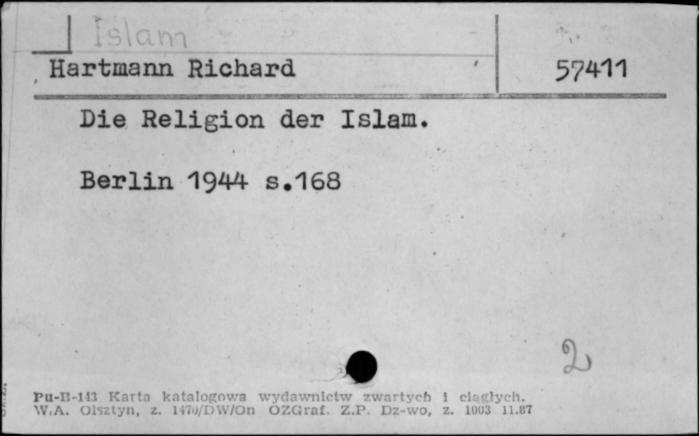 Islam
Hartmann Richard 57411
Die Religion der Islam.
Berlin 1944 s.168
2
Pu-B-143 Karta katalogowa wydawnictw zwartych i ciągłych.
W.A. Olsztyn, z. 1470/DW/On OZGraf. Z.P. Dz-wo, z. 1003 11.87